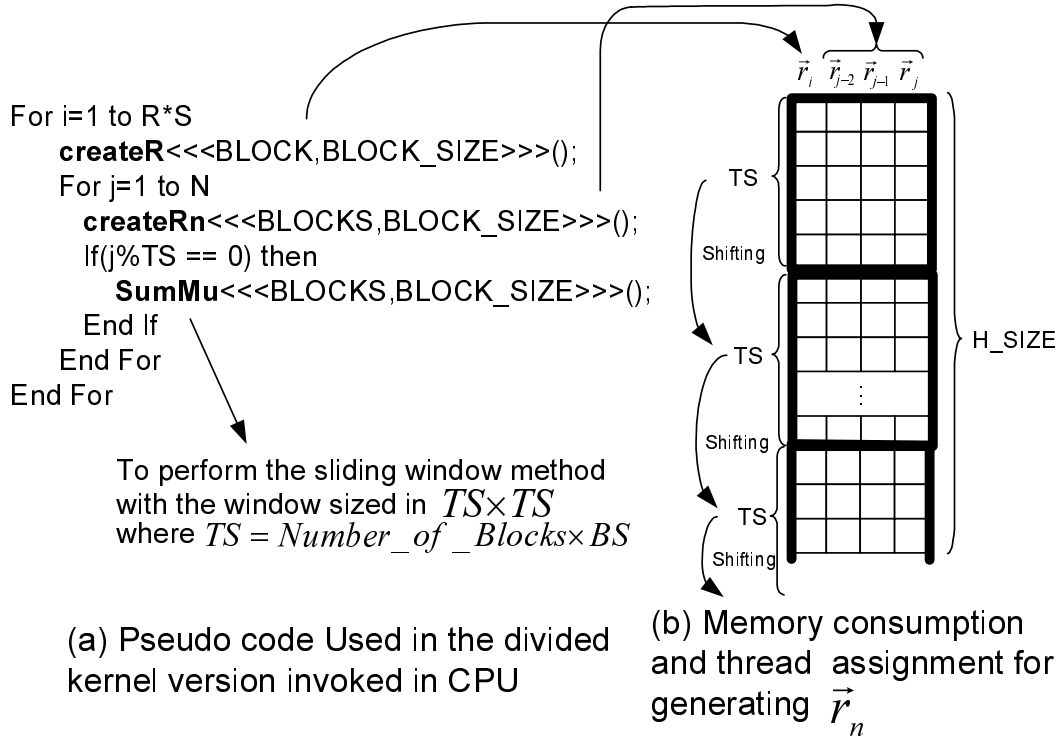 For i=1 to R*S
createR<<<BLOCK,BLOCK_SIZE>>>();
For j=1 to N
createRn<<<BLOCKS,BLOCK_SIZE>>>();
If(j%TS == 0) then
SumMu<<<BLOCKS,BLOCK_SIZE>>>();
End If
End For
End For
To perform the sliding window method
with the window sized in TS×TS
where TS = Number_of_Blocks×BS
(a) Pseudo code Used in the divided
kernel version invoked in CPU
r⃗_i r⃗_{j-2} r⃗_{j-1} r⃗_j
TS
Shifting
TS
H_SIZE
⋮
Shifting
TS
Shifting
(b) Memory consumption
and thread assignment for
generating r⃗_n